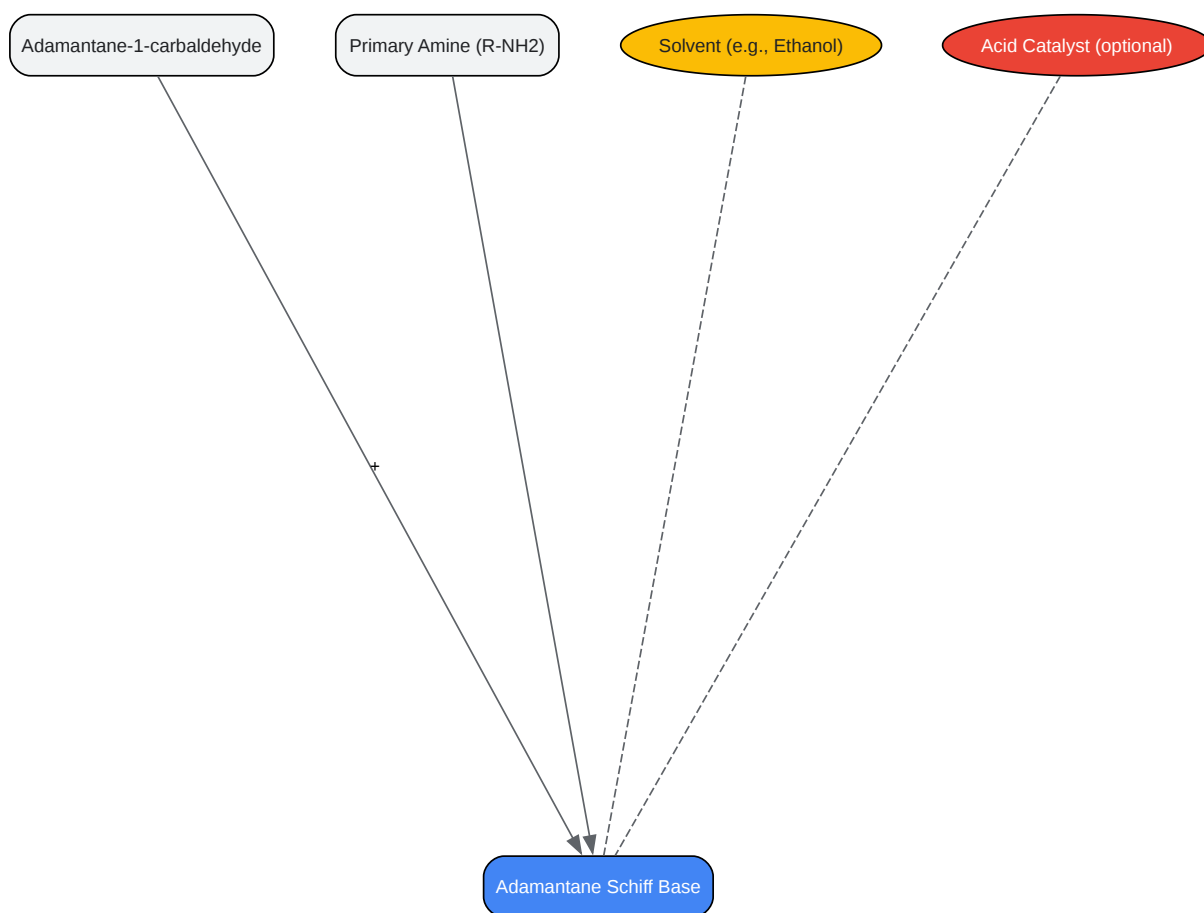 Adamantane-1-carbaldehyde
Primary Amine (R-NH2)
Solvent (e.g., Ethanol)
Acid Catalyst (optional)
+
Adamantane Schiff Base